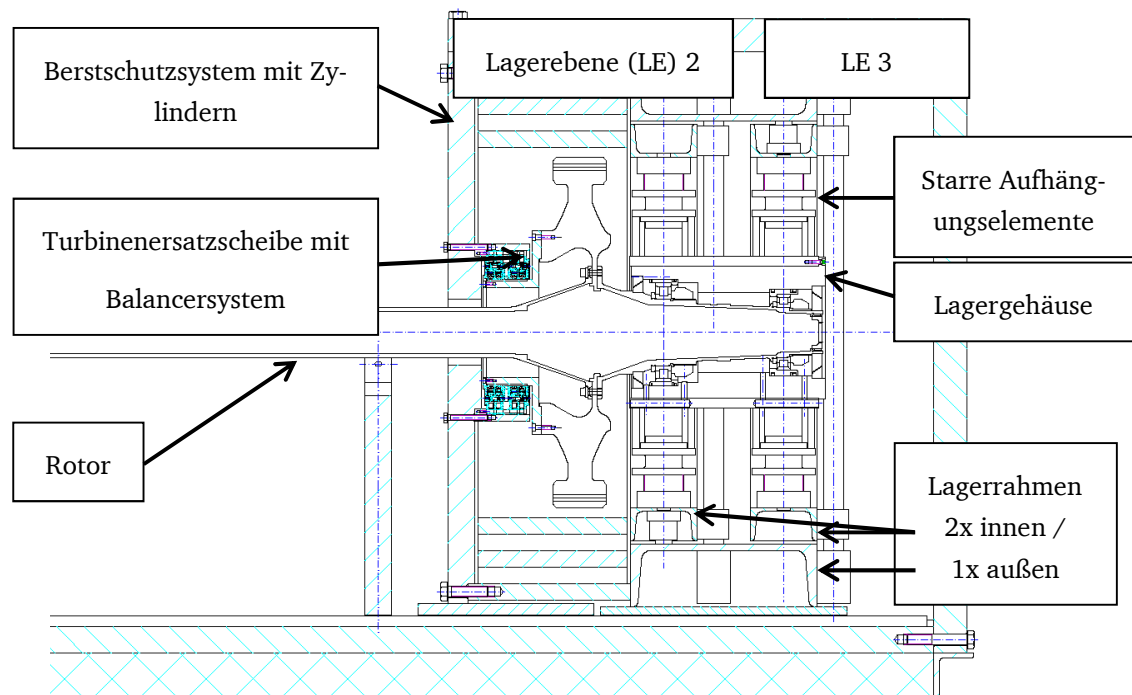 Berstschutzsystem mit Zy-
lindern
Lagerebene (LE) 2
LE 3
Starre Aufhäng-
ungselemente
Turbinenersatzscheibe mit
Balancersystem
Lagergehäuse
Rotor
Lagerrahmen
2x innen /
1x außen